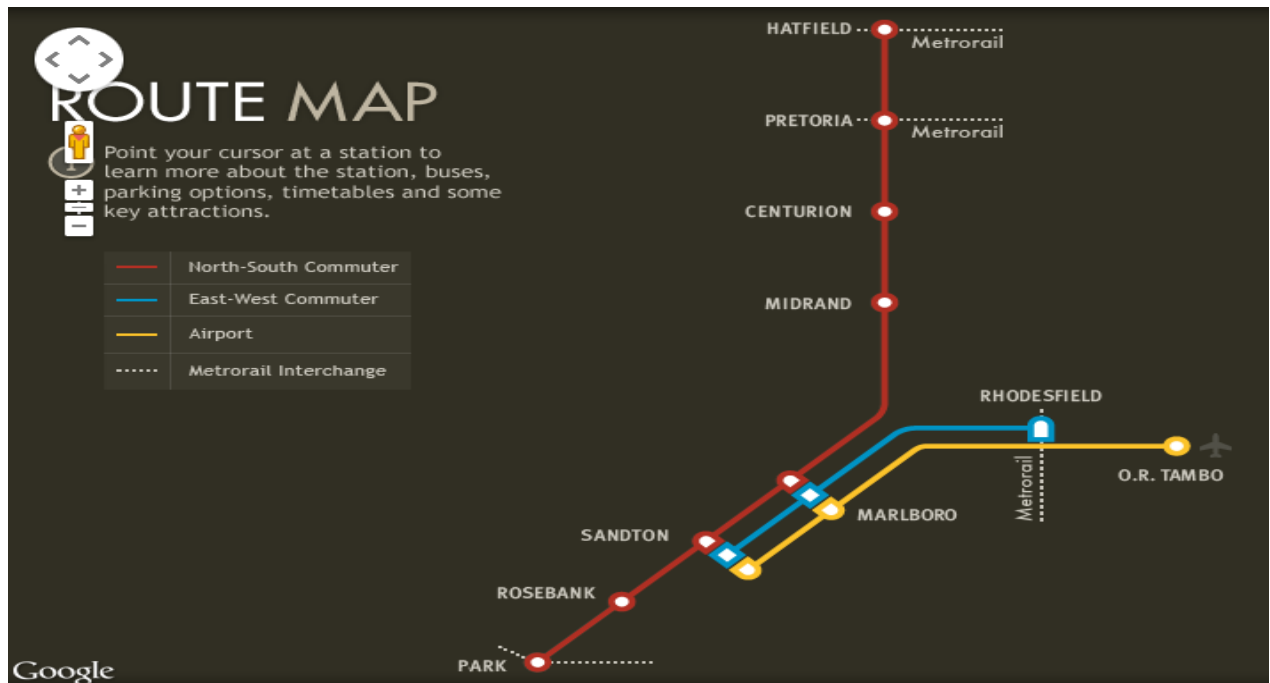 ROUTE MAP
Point your cursor at a station to
learn more about the station, buses,
parking options, timetables and some
key attractions.
North-South Commuter
East-West Commuter
Airport
Metrorail Interchange
HATFIELD
Metrorail
PRETORIA
Metrorail
CENTURION
MIDRAND
RHODESFIELD
Metrorail
O.R. TAMBO
MARLBORO
SANDTON
ROSEBANK
PARK
Google